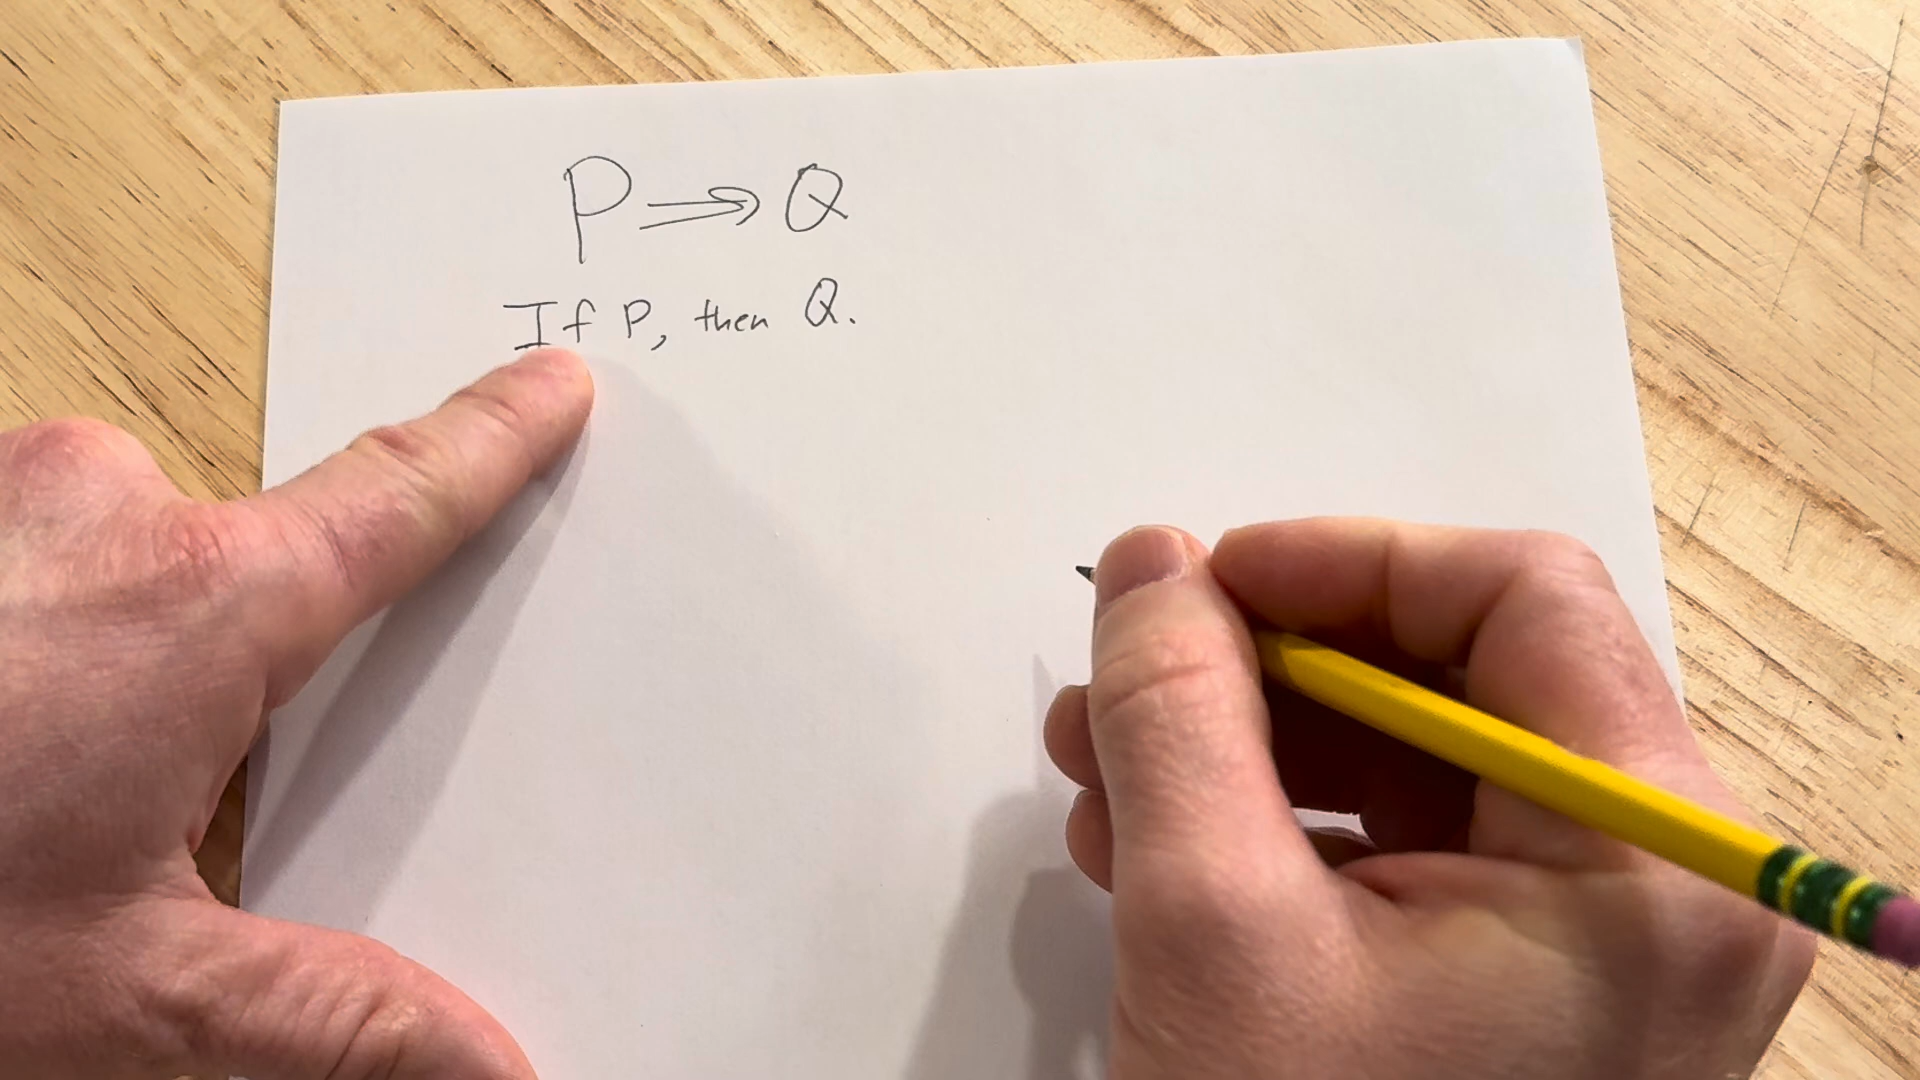 P ⇒ Q
If P, then Q.